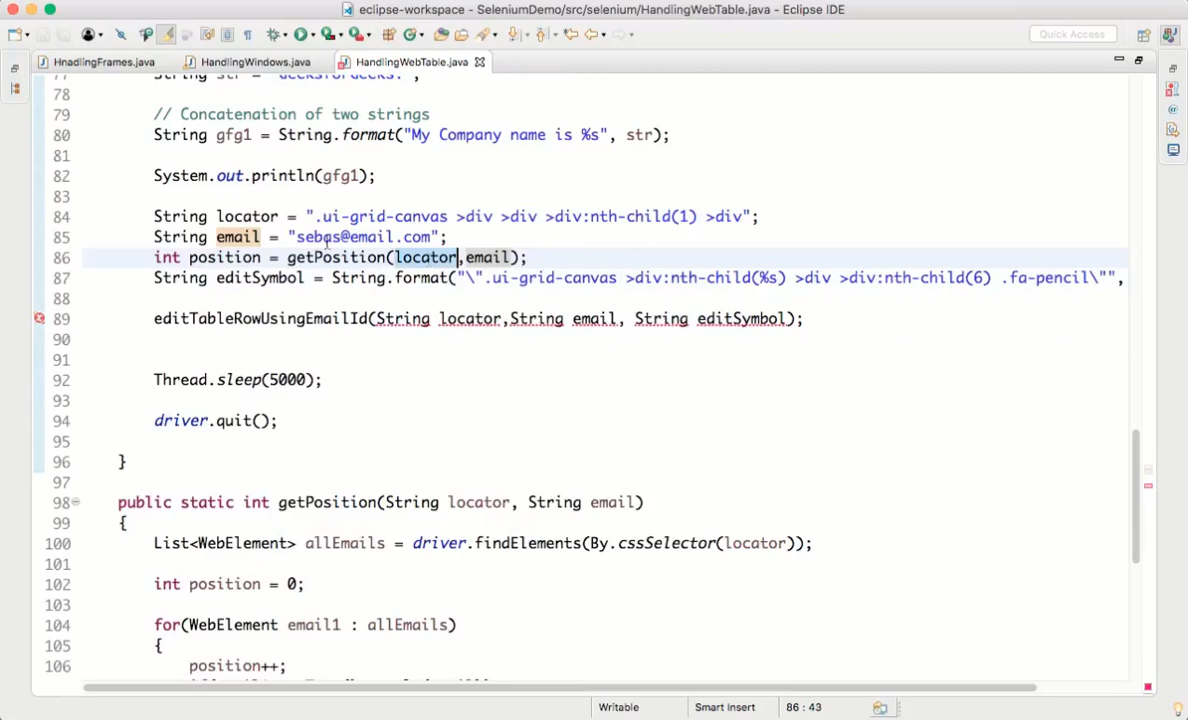 eclipse-workspace - SeleniumDemo/src/selenium/HandlingWebTable.java - Eclipse IDE
Quick Access
HnadlingFrames.java HandlingWindows.java HandlingWebTable.java
78
79 // Concatenation of two strings
80 String gfg1 = String.format("My Company name is %s", str);
81
82 System.out.println(gfg1);
83
84 String locator = ".ui-grid-canvas >div >div >div:nth-child(1) >div";
85 String email = "sebas@email.com";
86 int position = getPosition(locator,email);
87 String editSymbol = String.format("\".ui-grid-canvas >div:nth-child(%s) >div >div:nth-child(6) .fa-pencil\"",
88
89 editTableRowUsingEmailId(String locator,String email, String editSymbol);
90
91
92 Thread.sleep(5000);
93
94 driver.quit();
95
96 }
97
98 public static int getPosition(String locator, String email)
99 {
100 List<WebElement> allEmails = driver.findElements(By.cssSelector(locator));
101
102 int position = 0;
103
104 for(WebElement email1 : allEmails)
105 {
106 position++;
Writable Smart Insert 86 : 43